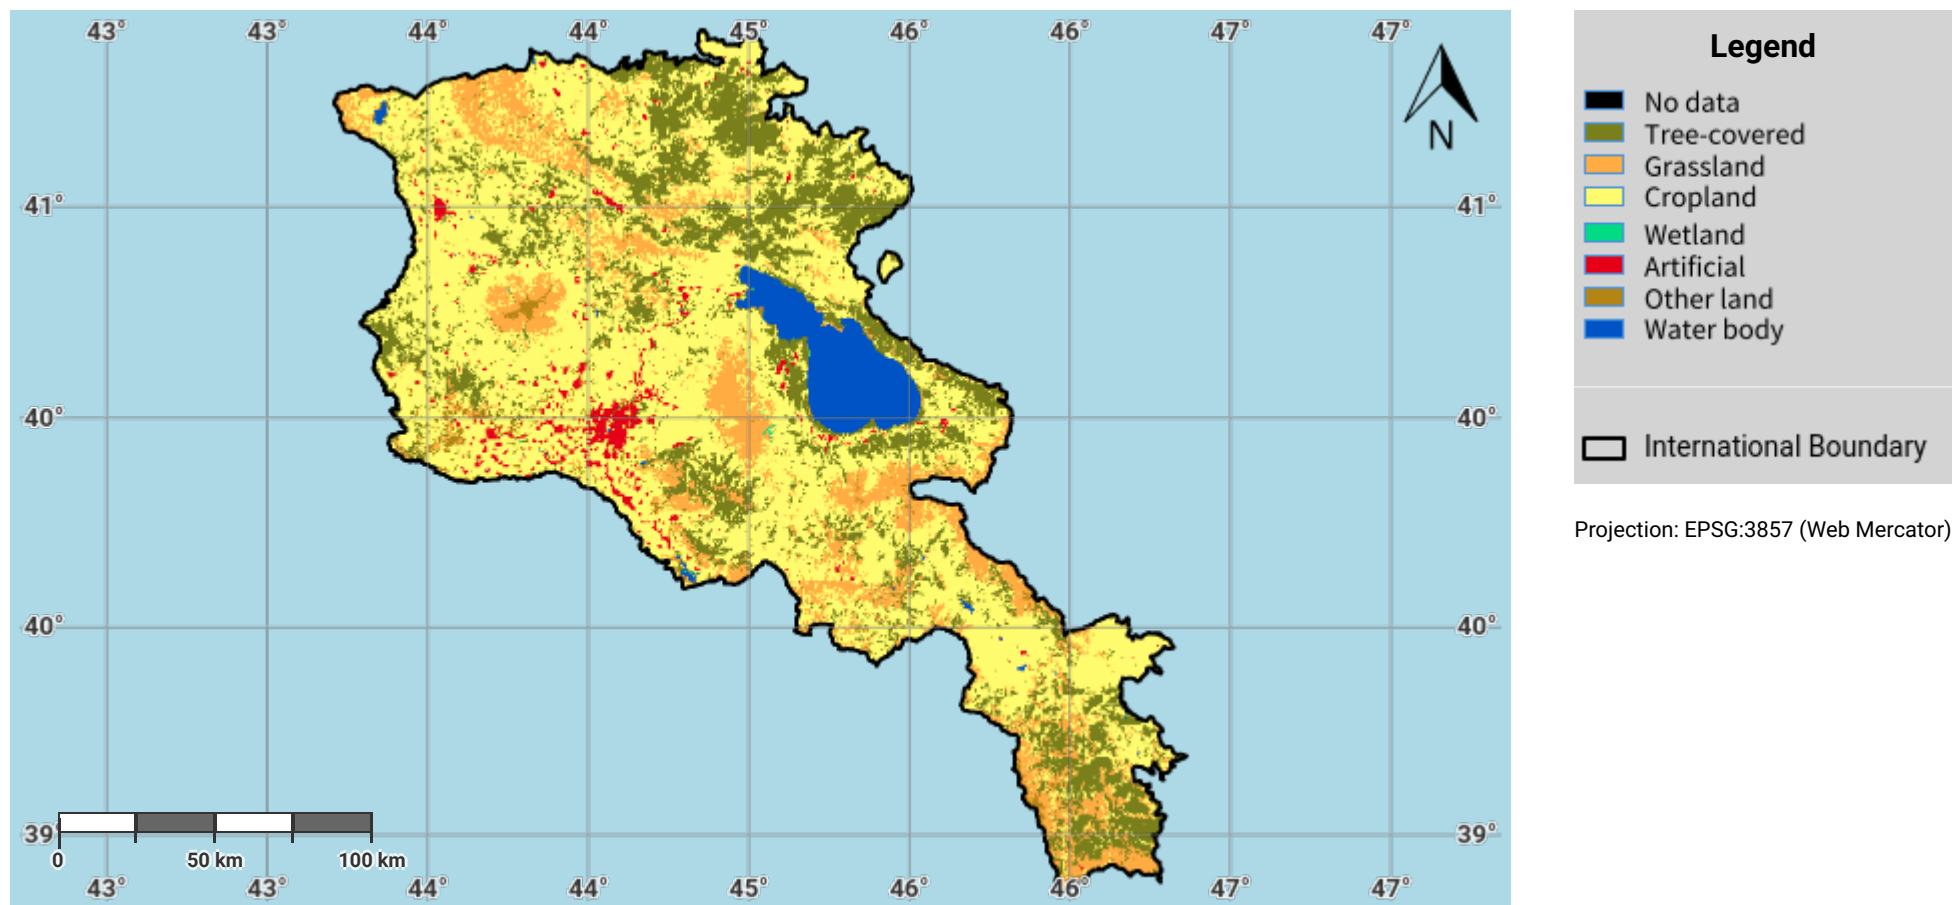 43° 43° 44° 44° 45° 46° 46° 47° 47°
N
41° 41°
40° 40°
40° 40°
39° 39°
0 50 km 100 km
43° 43° 44° 44° 45° 46° 46° 47° 47°
Legend
No data
Tree-covered
Grassland
Cropland
Wetland
Artificial
Other land
Water body
International Boundary
Projection: EPSG:3857 (Web Mercator)